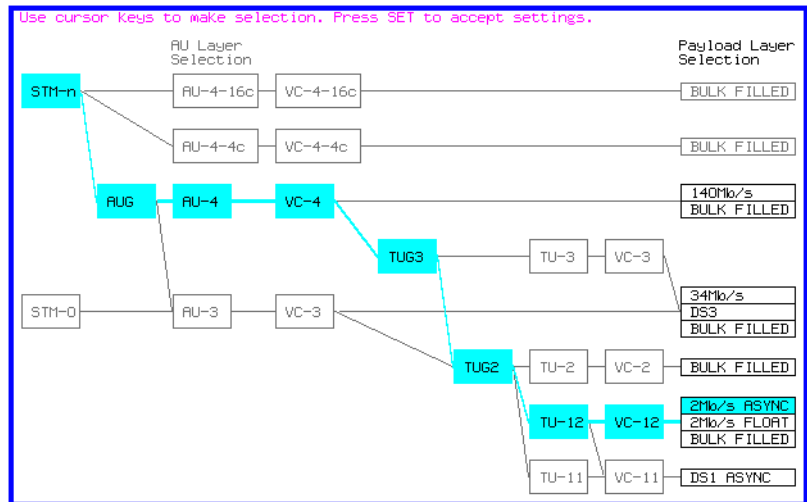 Use cursor keys to make selection. Press SET to accept settings.
AU Layer
Selection
Payload Layer
Selection
STM-n
AU-4-16c
VC-4-16c
BULK FILLED
AU-4-4c
VC-4-4c
BULK FILLED
AUG
AU-4
VC-4
140Mb/s
BULK FILLED
TUG3
TU-3
VC-3
STM-0
AU-3
VC-3
34Mb/s
DS3
BULK FILLED
TUG2
TU-2
VC-2
BULK FILLED
TU-12
VC-12
2Mb/s ASYNC
2Mb/s FLOAT
BULK FILLED
TU-11
VC-11
DS1 ASYNC